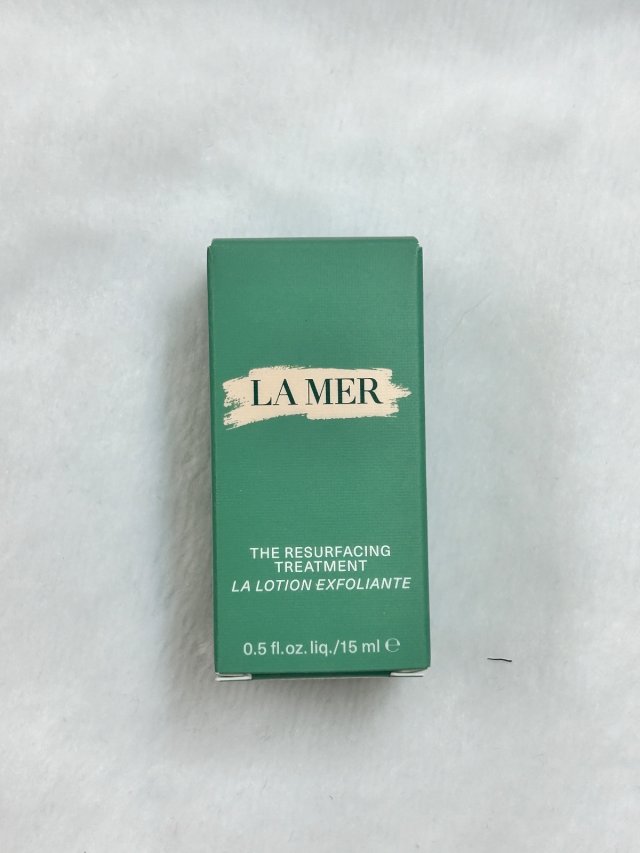 LA MER
THE RESURFACING
TREATMENT
LA LOTION EXFOLIANTE
0.5 fl.oz.liq./15 ml ℮